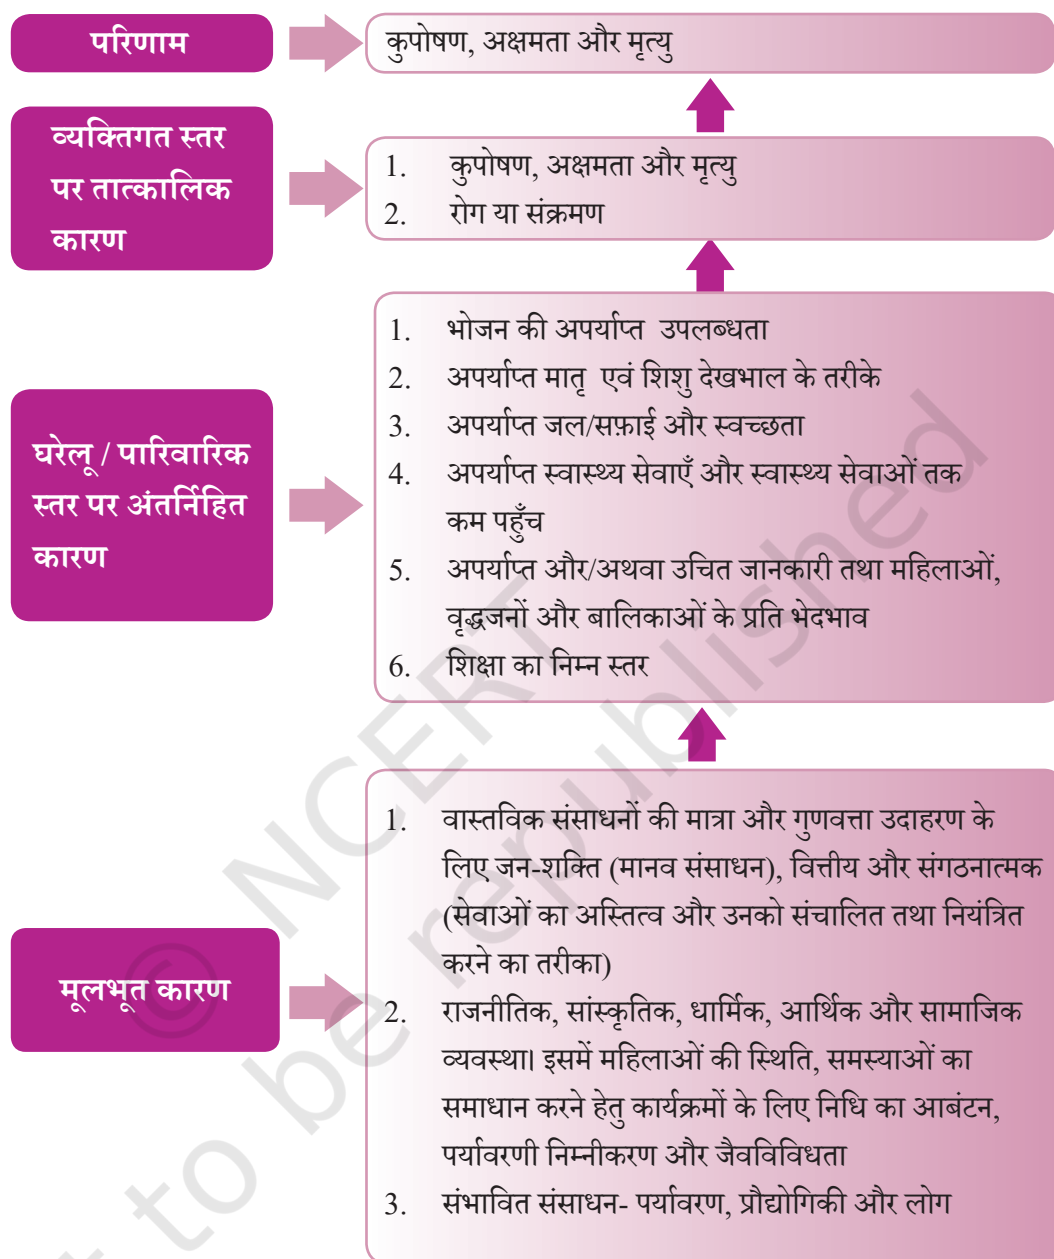 परिणाम
कुपोषण, अक्षमता और मृत्यु
व्यक्तिगत स्तर
पर तात्कालिक
कारण
1. कुपोषण, अक्षमता और मृत्यु
2. रोग या संक्रमण
घरेलू / पारिवारिक
स्तर पर अंतर्निहित
कारण
1. भोजन की अपर्याप्त उपलब्धता
2. अपर्याप्त मातृ एवं शिशु देखभाल के तरीके
3. अपर्याप्त जल/सफ़ाई और स्वच्छता
4. अपर्याप्त स्वास्थ्य सेवाएँ और स्वास्थ्य सेवाओं तक
कम पहुँच
5. अपर्याप्त और/अथवा उचित जानकारी तथा महिलाओं,
वृद्धजनों और बालिकाओं के प्रति भेदभाव
6. शिक्षा का निम्न स्तर
मूलभूत कारण
1. वास्तविक संसाधनों की मात्रा और गुणवत्ता उदाहरण के
लिए जन-शक्ति (मानव संसाधन), वित्तीय और संगठनात्मक
(सेवाओं का अस्तित्व और उनको संचालित तथा नियंत्रित
करने का तरीका)
2. राजनीतिक, सांस्कृतिक, धार्मिक, आर्थिक और सामाजिक
व्यवस्था। इसमें महिलाओं की स्थिति, समस्याओं का
समाधान करने हेतु कार्यक्रमों के लिए निधि का आबंटन,
पर्यावरणी निम्नीकरण और जैवविविधता
3. संभावित संसाधन- पर्यावरण, प्रौद्योगिकी और लोग
© NCERT
to be republished